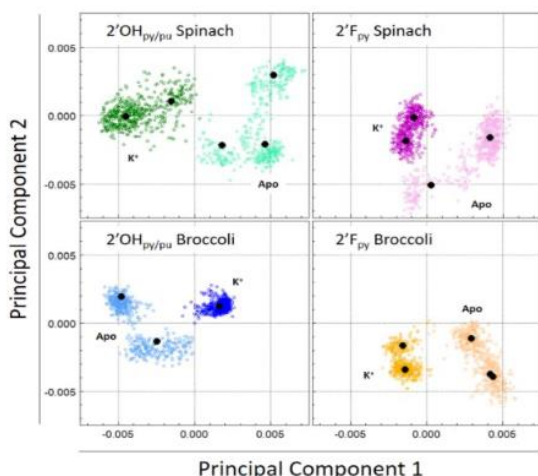 2′OHpy/pu Spinach
2′Fpy Spinach
0.005
0.000
-0.005
K⁺
Apo
K⁺
Apo
2′OHpy/pu Broccoli
2′Fpy Broccoli
0.005
0.000
-0.005
K⁺
Apo
Apo
K⁺
-0.005 0.000 0.005 -0.005 0.000 0.005
Principal Component 2
Principal Component 1